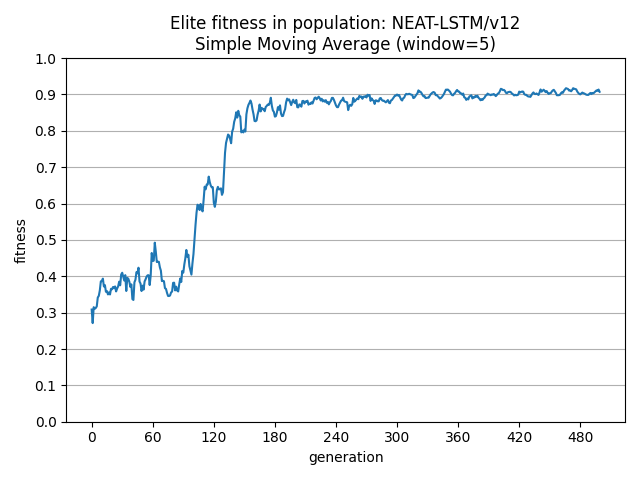 Elite fitness in population: NEAT-LSTM/v12
Simple Moving Average (window=5)
1.0
0.9
0.8
0.7
0.6
0.5
0.4
0.3
0.2
0.1
0.0
fitness
0 60 120 180 240 300 360 420 480
generation